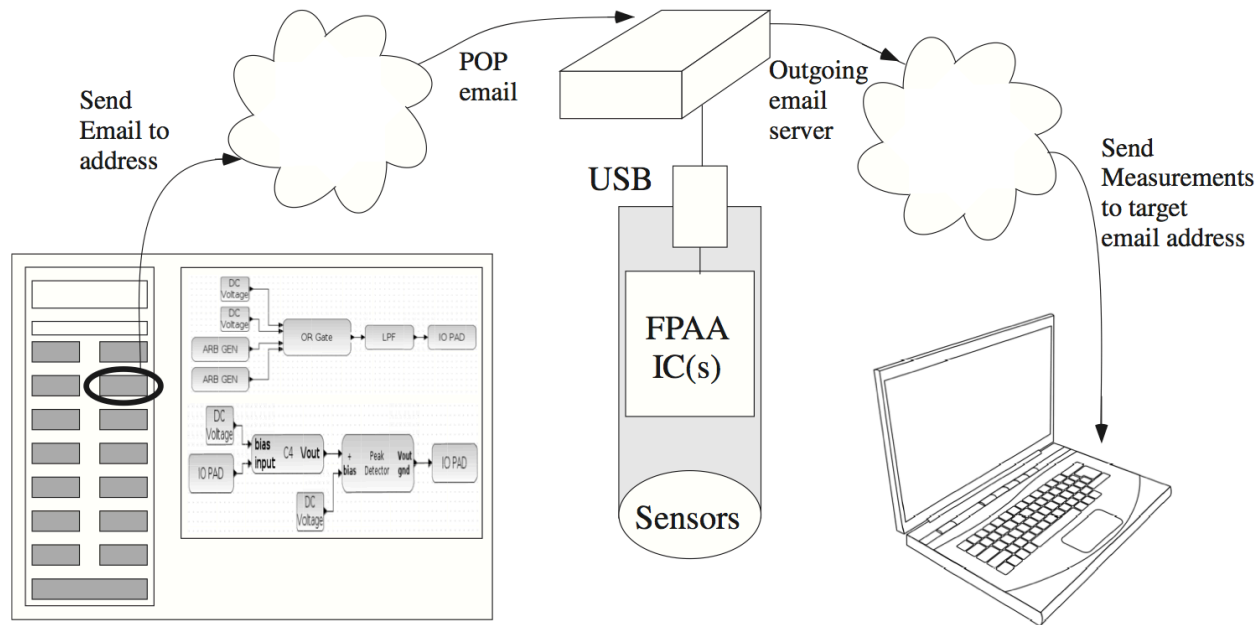 Send
Email to
address
POP
email
Outgoing
email
server
Send
Measurements
to target
email address
USB
FPAA
IC(s)
Sensors
DC
Voltage
DC
Voltage
ARB GEN
ARB GEN
OR Gate
LPF
IO PAD
DC
Voltage
IO PAD
bias
input
C4
Vout
DC
Voltage
+
bias
Peak
Detector
Vout
gnd
IO PAD